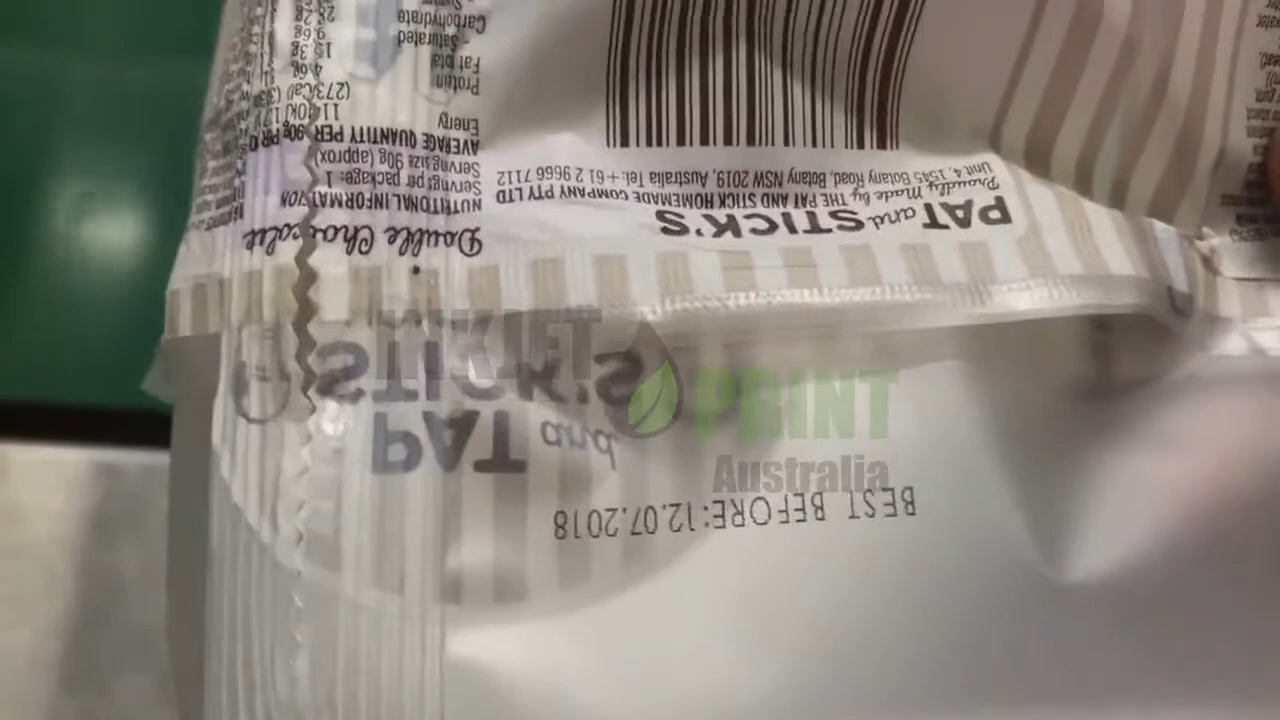 BEST BEFORE:12.07.2018
PAT and
STICK'S
INKJET
PRINT
Australia
Double Chocolate
NUTRITIONAL INFORMATION
Servings per package: 1
Serving size 90g (approx)
AVERAGE QUANTITY PER 90g PER
Energy
(273Cal)
Protein 4.6g
Fat total 15.3g
- Saturated 9.6g
Carbohydrate 28.2g
PAT and STICK'S
Proudly Made by THE PAT AND STICK HOMEMADE COMPANY PTY LTD
Unit 4, 1545 Botany Road, Botany NSW 2019, Australia Tel: + 61 2 9666 7112